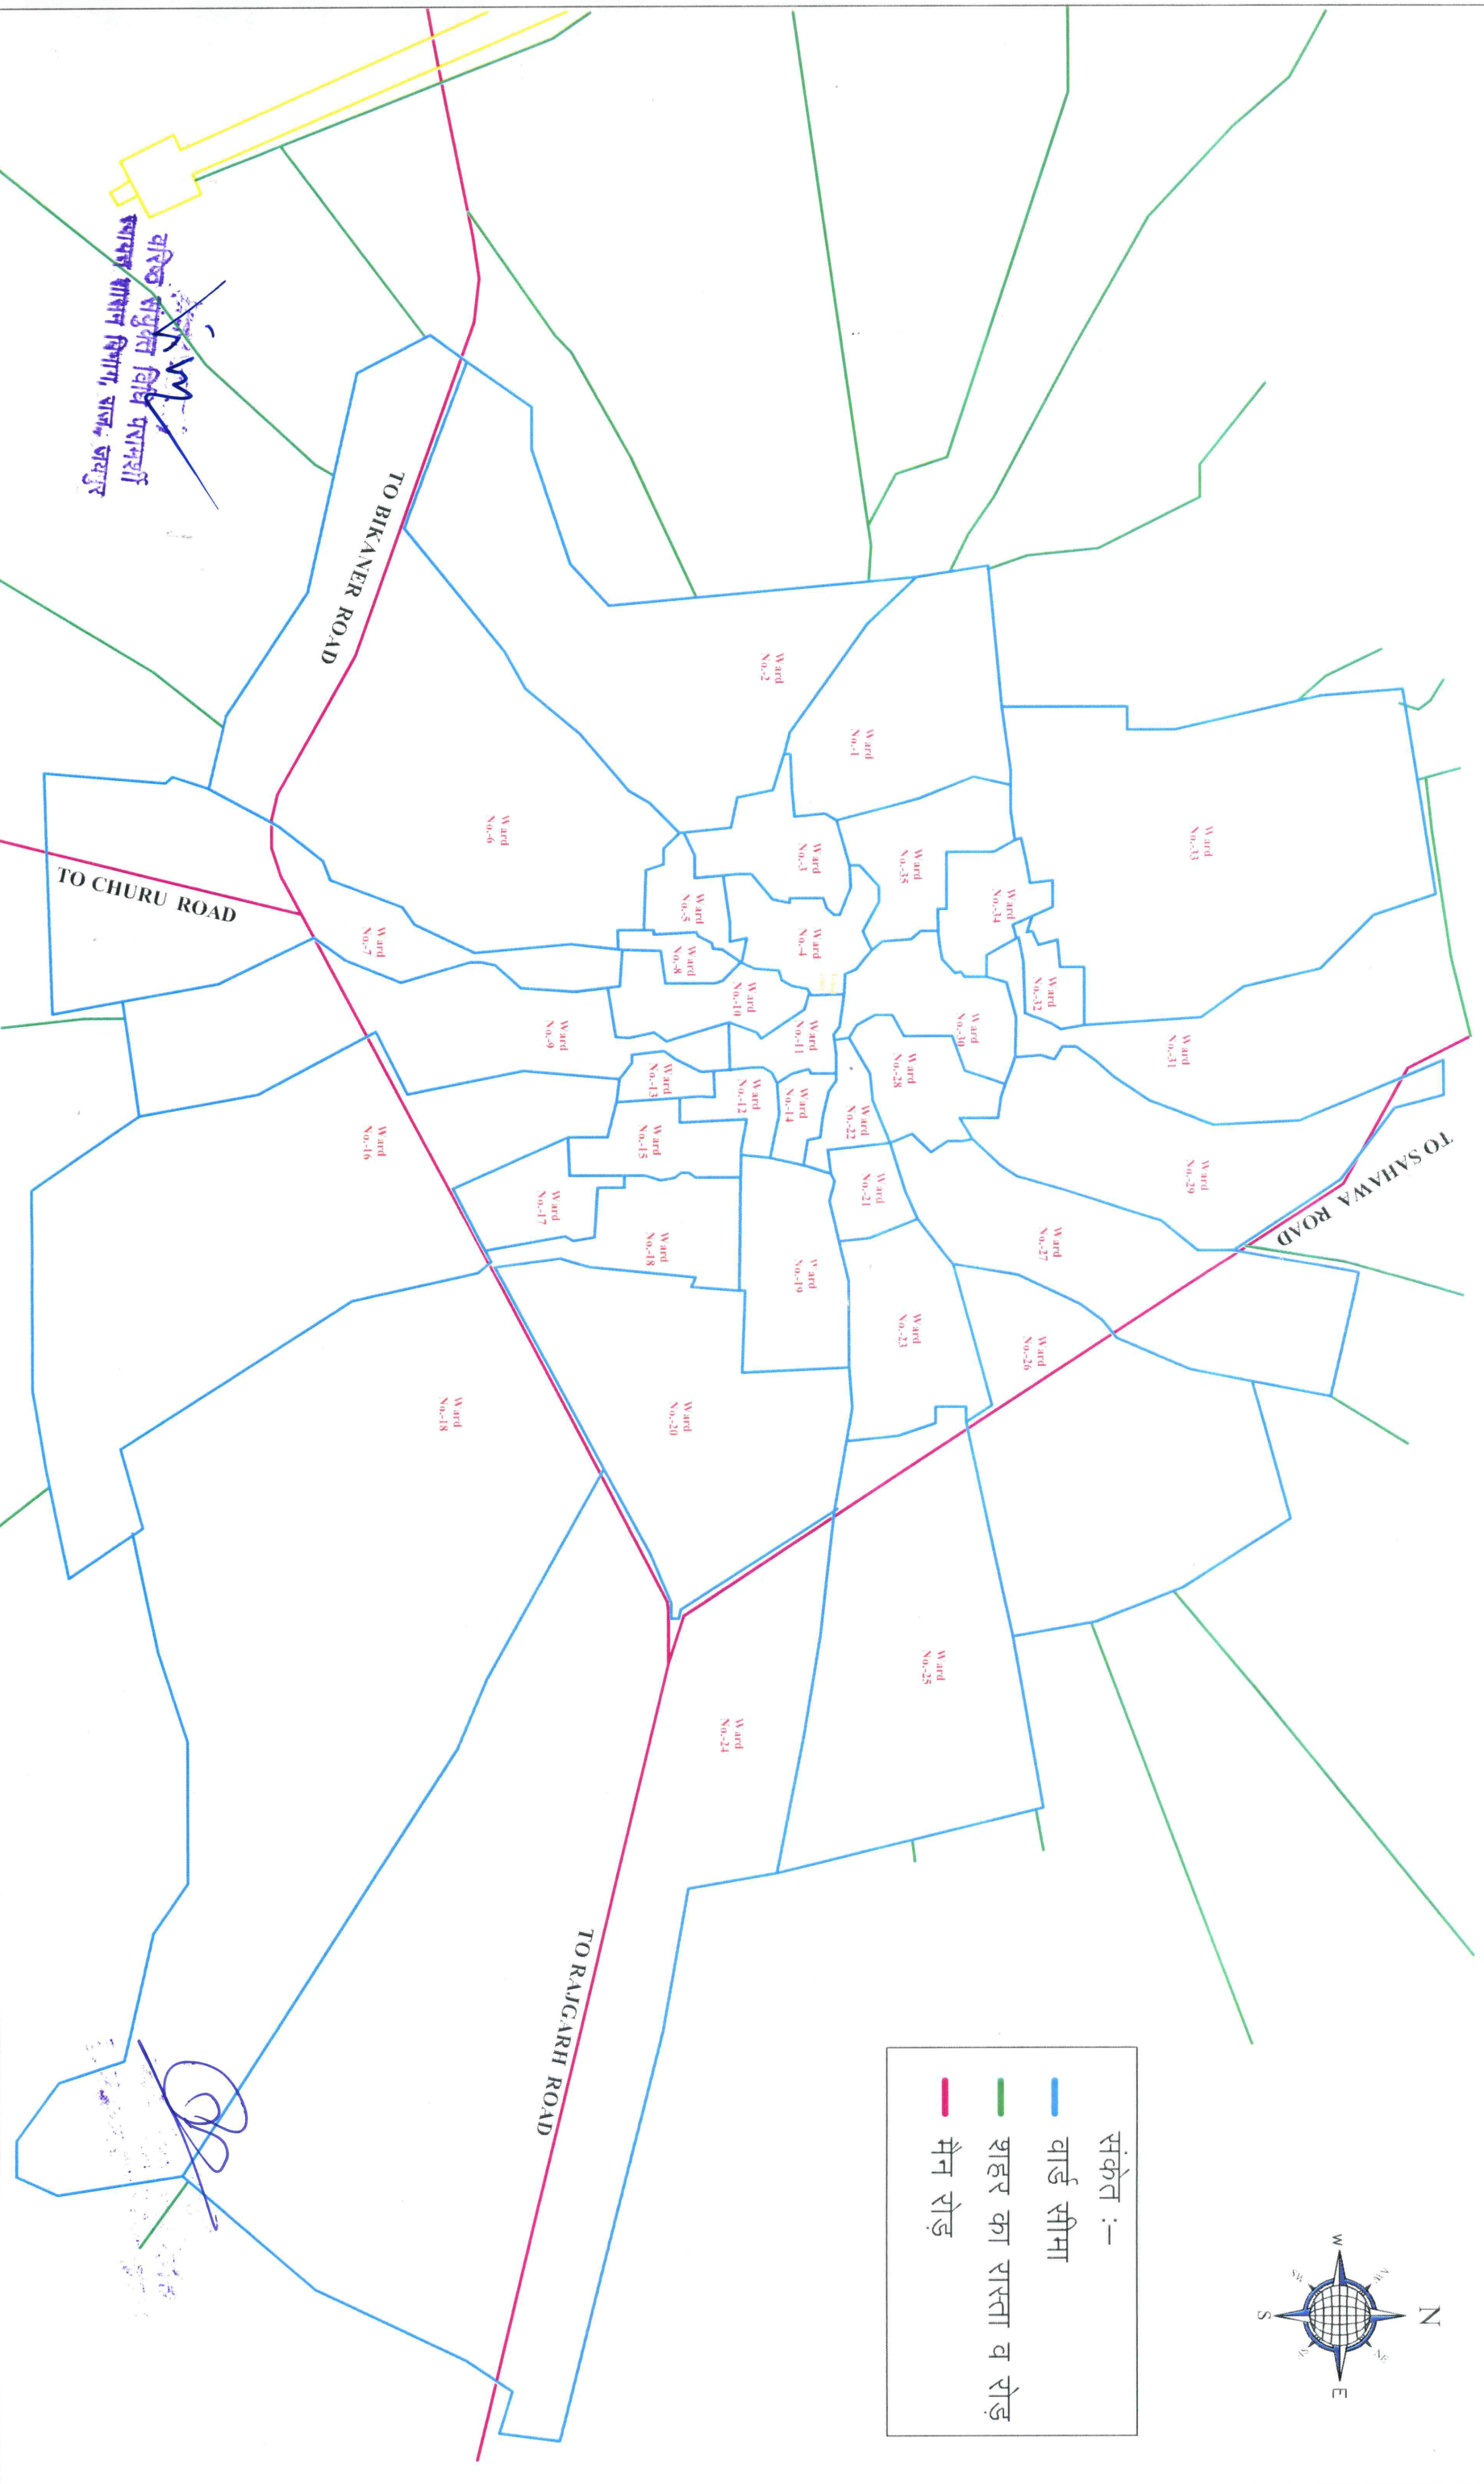 N
W
E
S
NW
NE
SW
संकेत :–
वार्ड सीमा
शहर का रास्ता व रोड़
मैन रोड़
TO SAHAWA ROAD
TO BIKANER ROAD
TO CHURU ROAD
TO RAJGARH ROAD
Ward
No.-33
Ward
No.-31
Ward
No.-29
Ward
No.-34
Ward
No.-32
Ward
No.-27
Ward
No.-26
Ward
No.-35
Ward
No.-30
Ward
No.-1
Ward
No.-28
Ward
No.-22
Ward
No.-21
Ward
No.-23
Ward
No.-25
Ward
No.-2
Ward
No.-3
Ward
No.-4
Ward
No.-11
Ward
No.-14
Ward
No.-19
Ward
No.-10
Ward
No.-12
Ward
No.-24
Ward
No.-5
Ward
No.-8
Ward
No.-13
Ward
No.-15
Ward
No.-18
Ward
No.-20
Ward
No.-6
Ward
No.-9
Ward
No.-17
Ward
No.-7
Ward
No.-16
Ward
No.-18